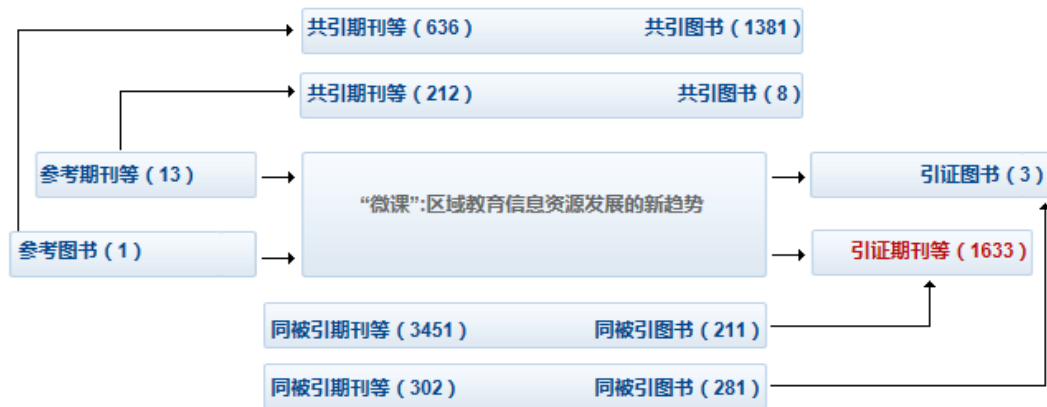 共引期刊等（636） 共引图书（1381）
共引期刊等（212） 共引图书（8）
参考期刊等（13）
“微课”:区域教育信息资源发展的新趋势
引证图书（3）
参考图书（1）
引证期刊等（1633）
同被引期刊等（3451） 同被引图书（211）
同被引期刊等（302） 同被引图书（281）